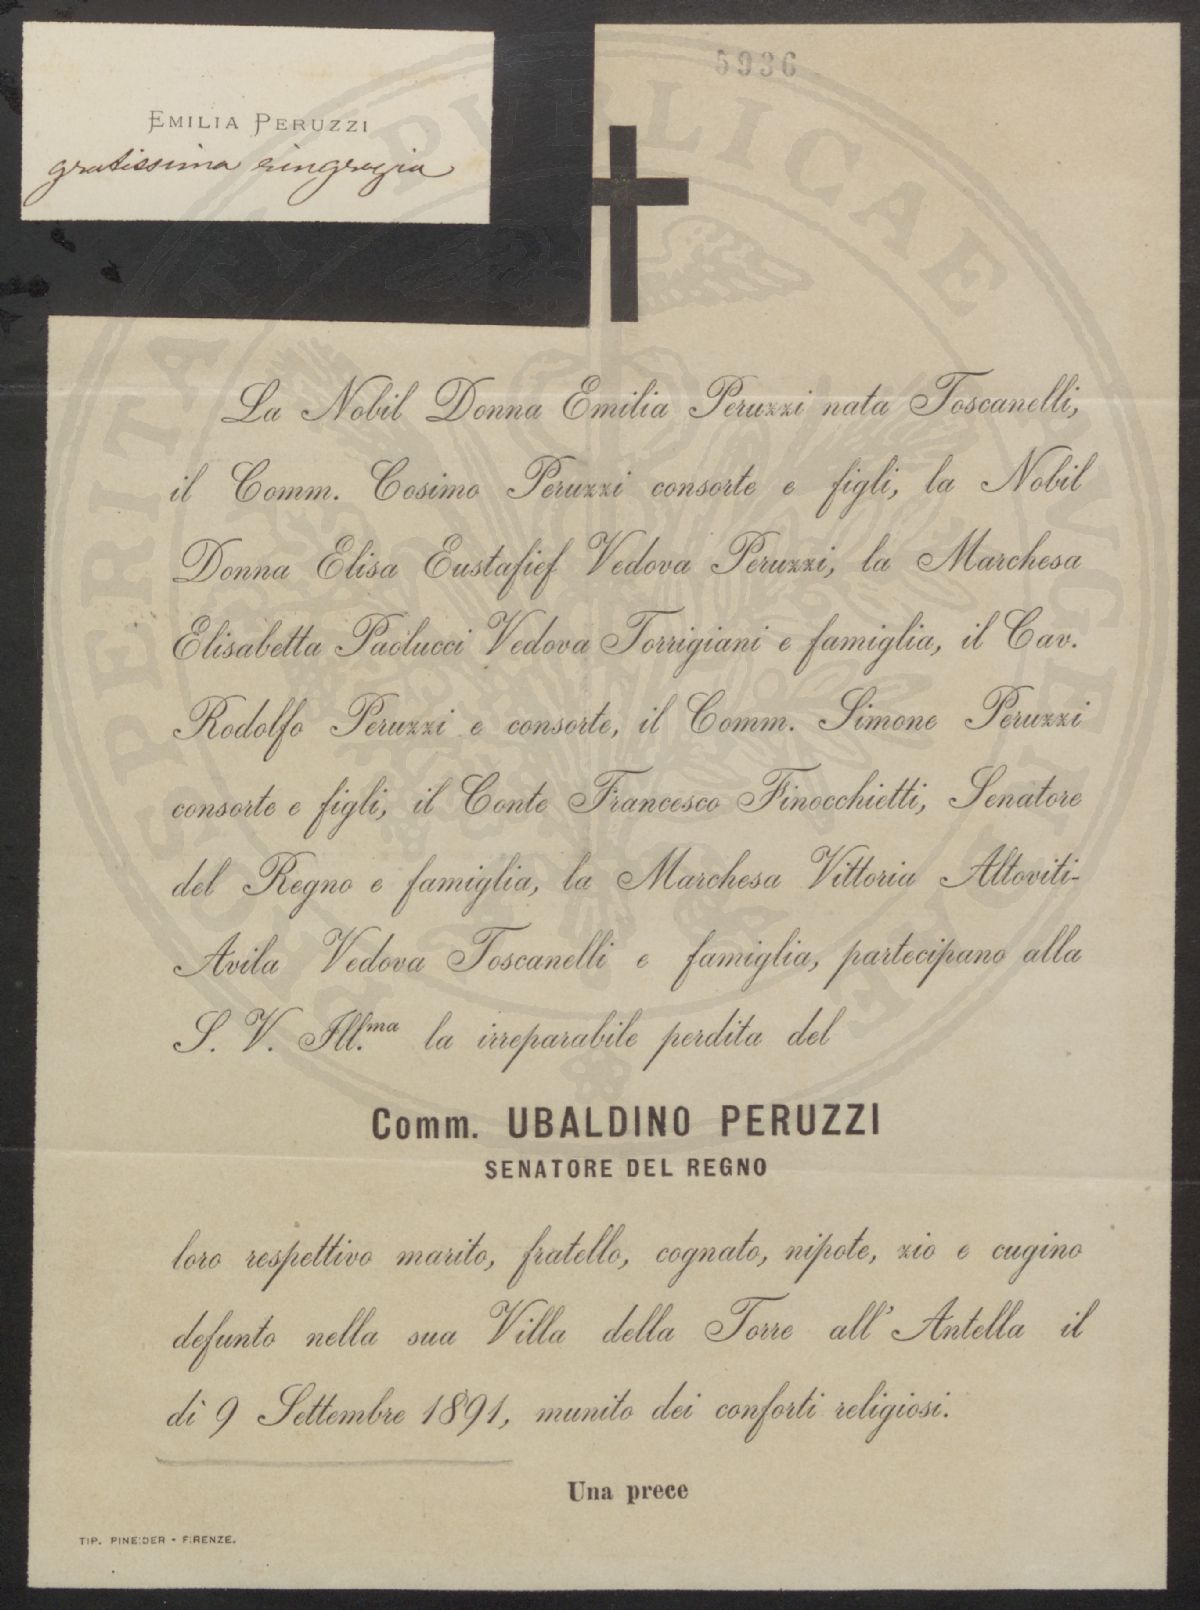 EMILIA PERUZZI
gratissima ringrazia
5936
La Nobil Donna Emilia Peruzzi nata Toscanelli,
il Comm. Cosimo Peruzzi consorte e figli, la Nobil
Donna Elisa Eustafief Vedova Peruzzi, la Marchesa
Elisabetta Paolucci Vedova Torrigiani e famiglia, il Cav.
Rodolfo Peruzzi e consorte, il Comm. Simone Peruzzi
consorte e figli, il Conte Francesco Finocchietti, Senatore
del Regno e famiglia, la Marchesa Vittoria Altoviti-
Avila Vedova Toscanelli e famiglia, partecipano alla
S. V. Ill.ma la irreparabile perdita del
Comm. UBALDINO PERUZZI
SENATORE DEL REGNO
loro respettivo marito, fratello, cognato, nipote, zio e cugino
defunto nella sua Villa della Torre all' Antella il
dì 9 Settembre 1891, munito dei conforti religiosi.
Una prece
TIP. PINEIDER - FIRENZE.